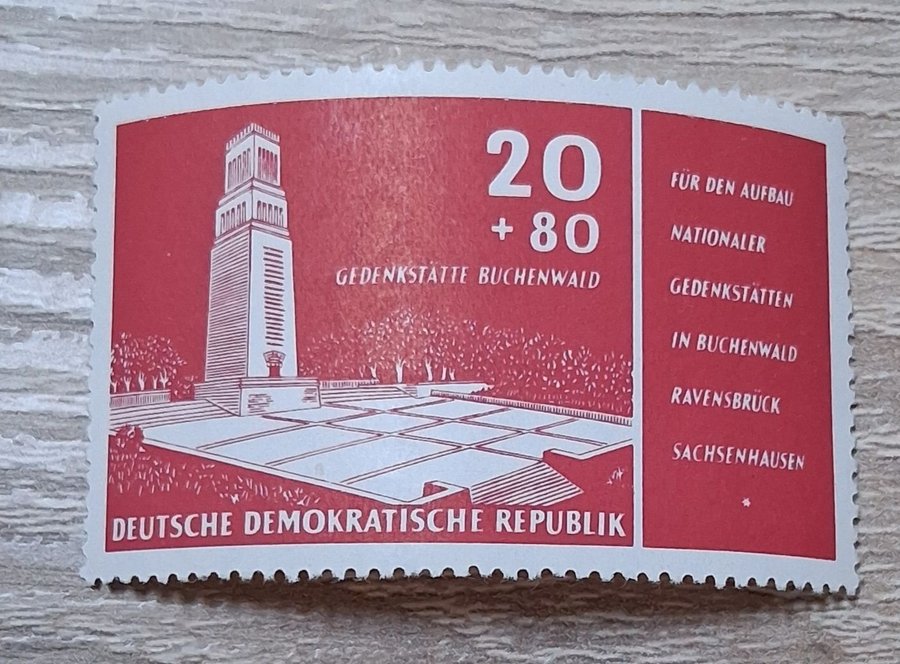 20
+ 80
GEDENKSTÄTTE BUCHENWALD
DEUTSCHE DEMOKRATISCHE REPUBLIK
FÜR DEN AUFBAU
NATIONALER
GEDENKSTÄTTEN
IN BUCHENWALD
RAVENSBRÜCK
SACHSENHAUSEN
*